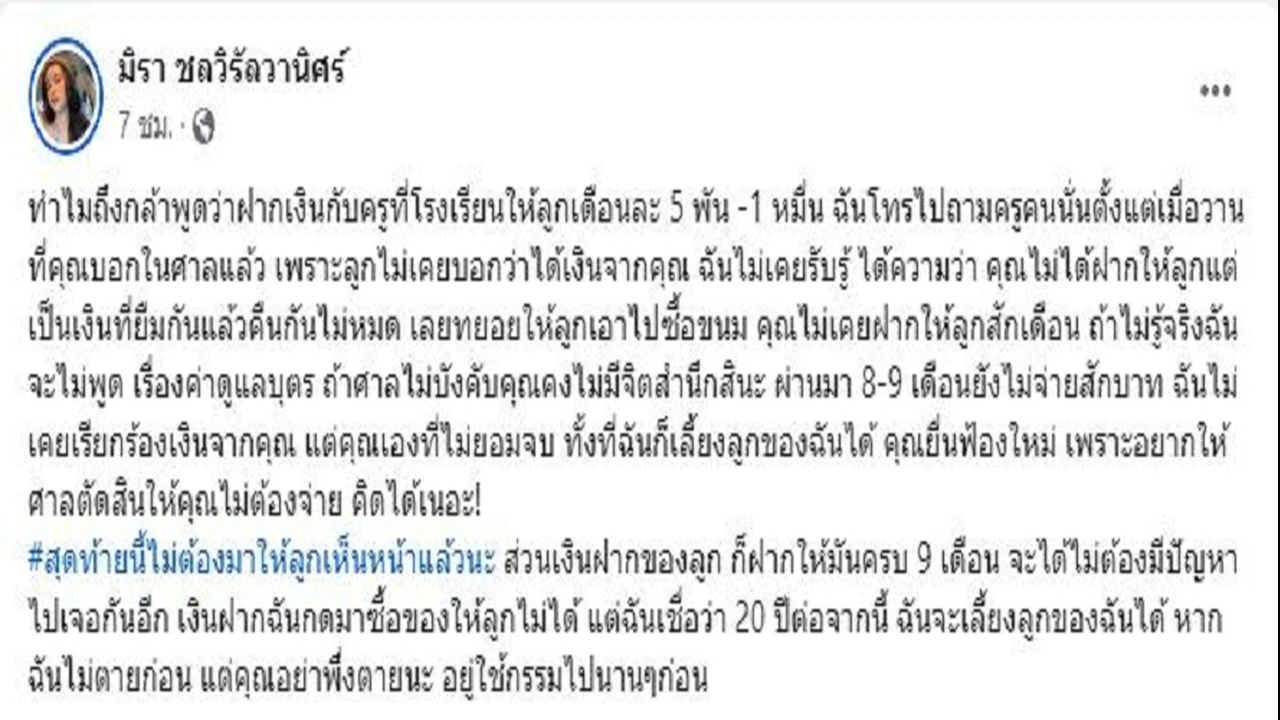 มิรา ชลวิรัลวานิศร์
7 ชม. ·
ทำไมถึงกล้าพูดว่าฝากเงินกับครูที่โรงเรียนให้ลูกเดือนละ 5 พัน -1 หมื่น ฉันโทรไปถามครูคนนั่นตั้งแต่เมื่อวาน
ที่คุณบอกในศาลแล้ว เพราะลูกไม่เคยบอกว่าได้เงินจากคุณ ฉันไม่เคยรับรู้ ได้ความว่า คุณไม่ได้ฝากให้ลูกแต่
เป็นเงินที่ยืมกันแล้วคืนกันไม่หมด เลยทยอยให้ลูกเอาไปซื้อขนม คุณไม่เคยฝากให้ลูกสักเดือน ถ้าไม่รู้จริงฉัน
จะไม่พูด เรื่องค่าดูแลบุตร ถ้าศาลไม่บังคับคุณคงไม่มีจิตสำนึกสินะ ผ่านมา 8-9 เดือนยังไม่จ่ายสักบาท ฉันไม่
เคยเรียกร้องเงินจากคุณ แต่คุณเองที่ไม่ยอมจบ ทั้งที่ฉันก็เลี้ยงลูกของฉันได้ คุณยื่นฟ้องใหม่ เพราะอยากให้
ศาลตัดสินให้คุณไม่ต้องจ่าย คิดได้เนอะ!
#สุดท้ายนี้ไม่ต้องมาให้ลูกเห็นหน้าแล้วนะ ส่วนเงินฝากของลูก ก็ฝากให้มันครบ 9 เดือน จะได้ไม่ต้องมีปัญหา
ไปเจอกันอีก เงินฝากฉันกดมาซื้อของให้ลูกไม่ได้ แต่ฉันเชื่อว่า 20 ปีต่อจากนี้ ฉันจะเลี้ยงลูกของฉันได้ หาก
ฉันไม่ตายก่อน แต่คุณอย่าพึ่งตายนะ อยู่ใช้กรรมไปนานๆก่อน